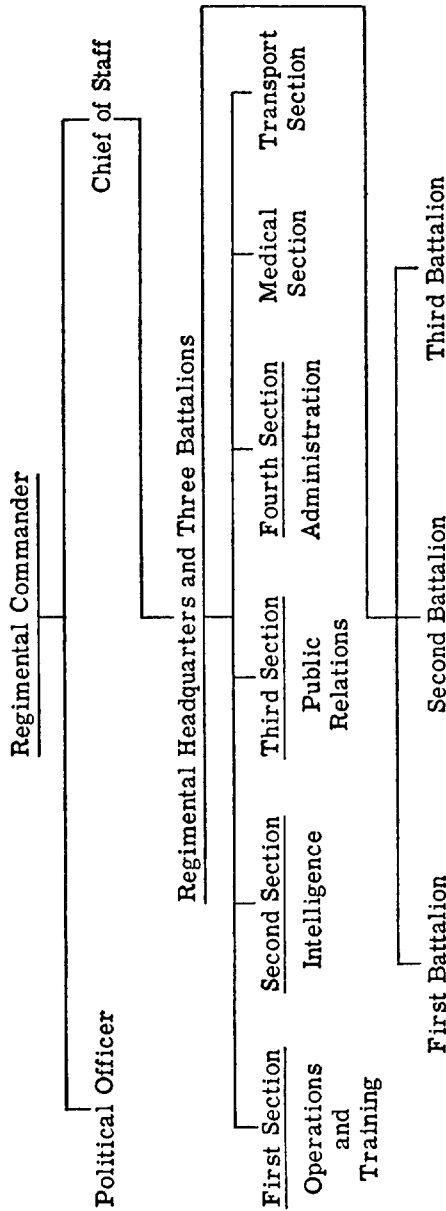 Regimental Commander
Political Officer
Chief of Staff
Regimental Headquarters and Three Battalions
First Section
Operations
and
Training
Second Section
Intelligence
Third Section
Public
Relations
Fourth Section
Administration
Medical
Section
Transport
Section
First Battalion
Second Battalion
Third Battalion